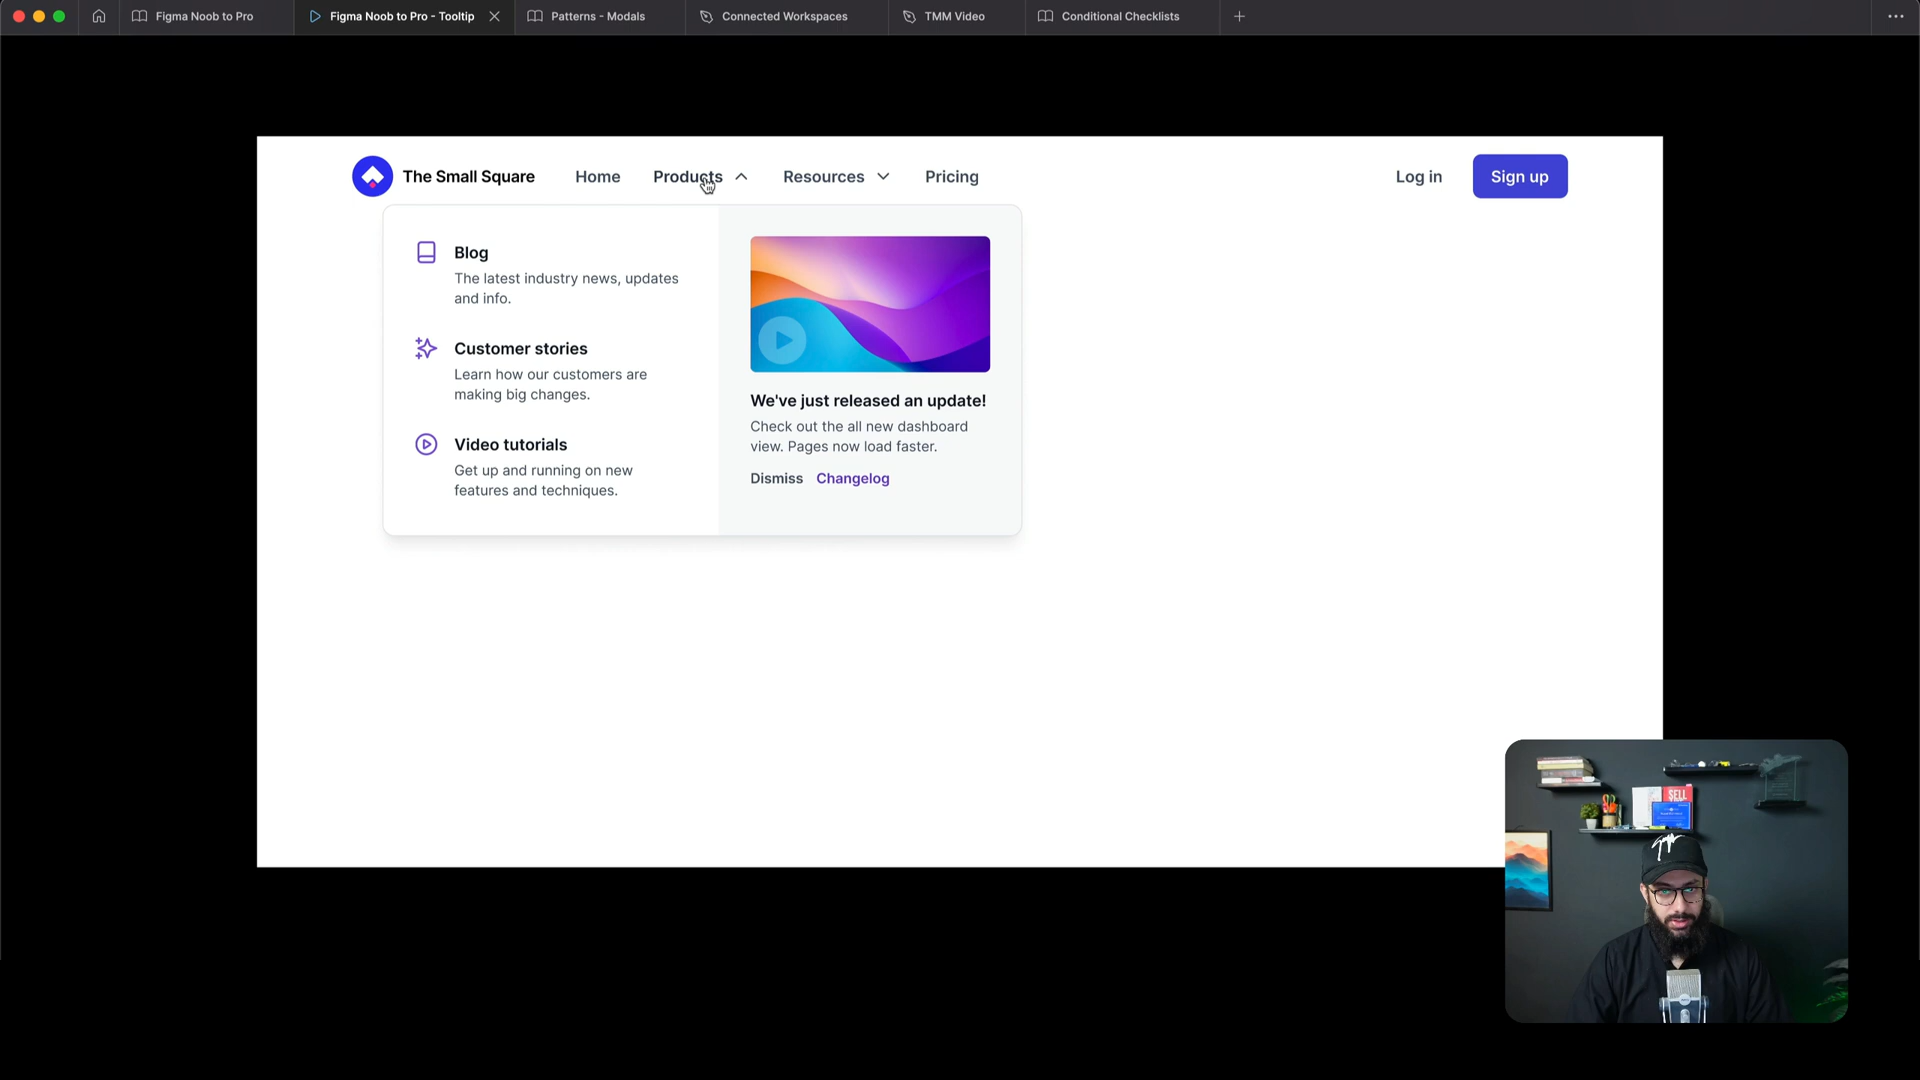 Figma Noob to Pro
Figma Noob to Pro - Tooltip
Patterns - Modals
Connected Workspaces
TMM Video
Conditional Checklists
The Small Square
Home
Products
Resources
Pricing
Log in
Sign up
Blog
The latest industry news, updates
and info.
Customer stories
Learn how our customers are
making big changes.
Video tutorials
Get up and running on new
features and techniques.
We've just released an update!
Check out the all new dashboard
view. Pages now load faster.
Dismiss
Changelog
SELL